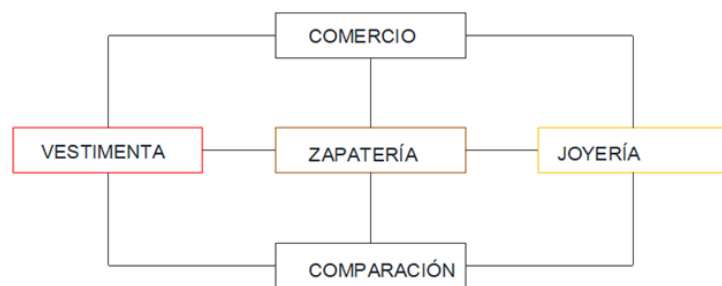 COMERCIO
VESTIMENTA
ZAPATERÍA
JOYERÍA
COMPARACIÓN